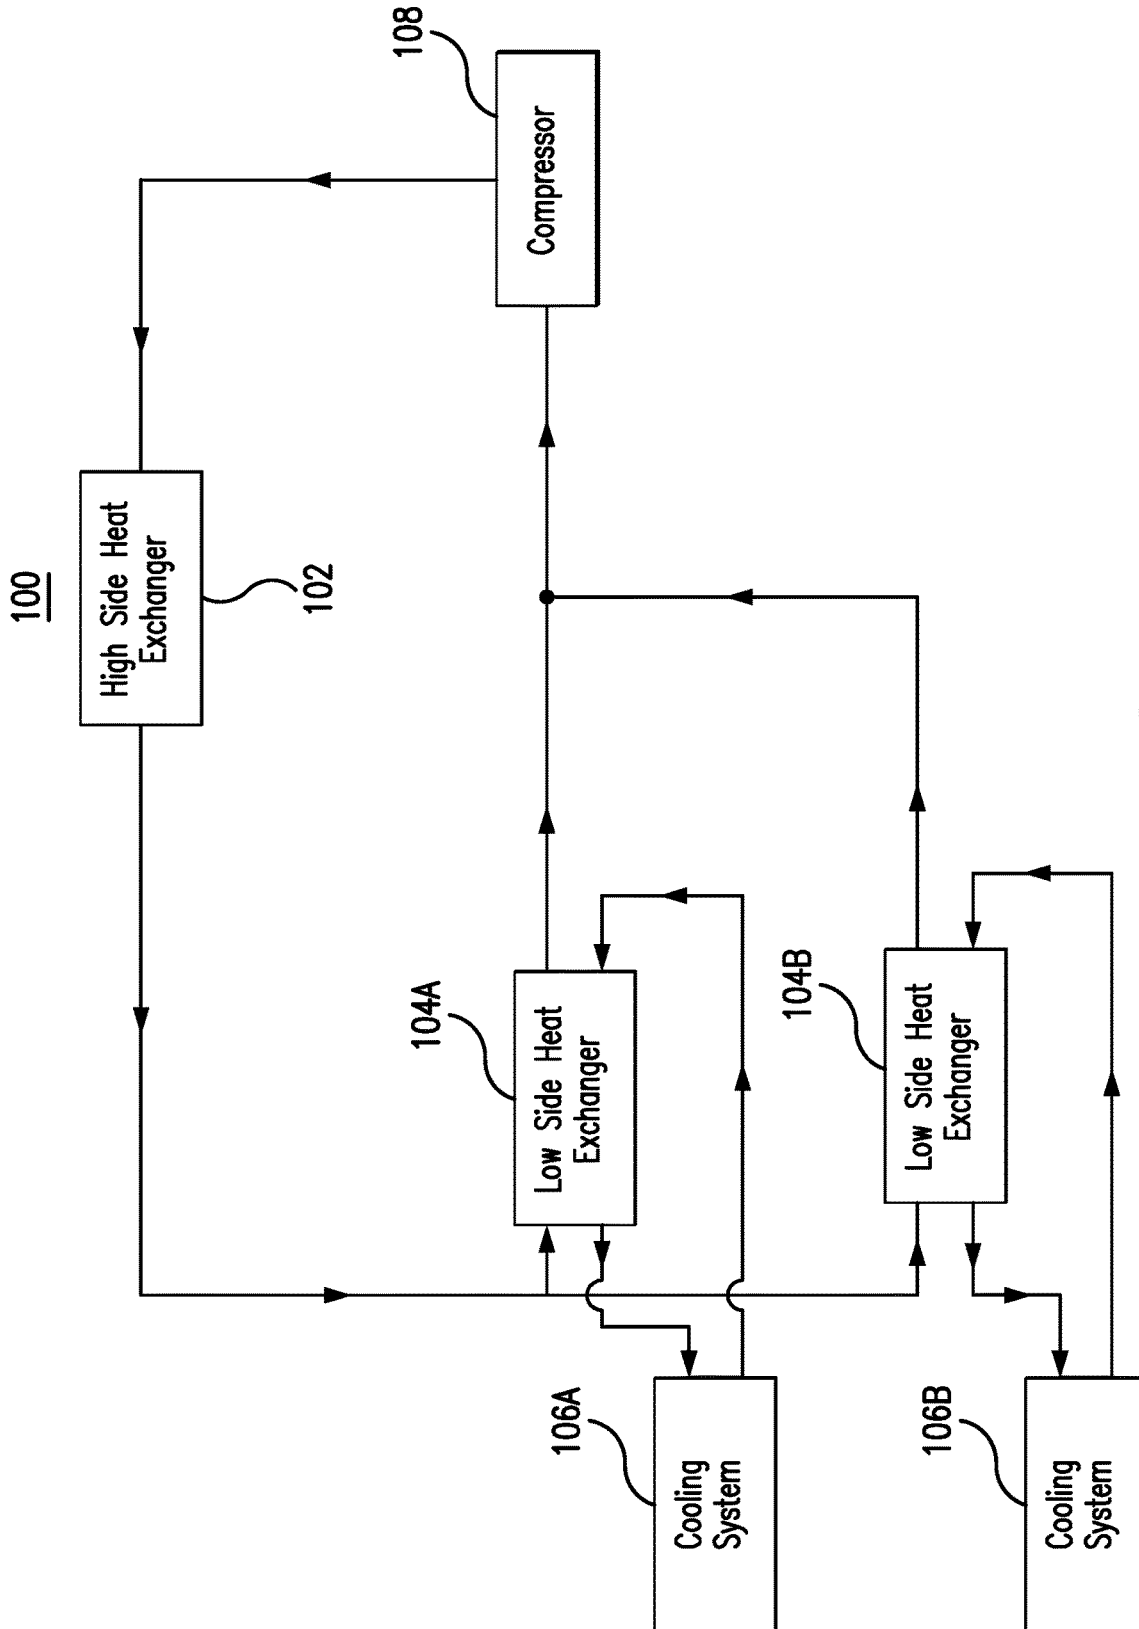 100
High Side Heat
Exchanger
102
108
Compressor
104A
Low Side Heat
Exchanger
106A
Cooling
System
104B
Low Side Heat
Exchanger
106B
Cooling
System